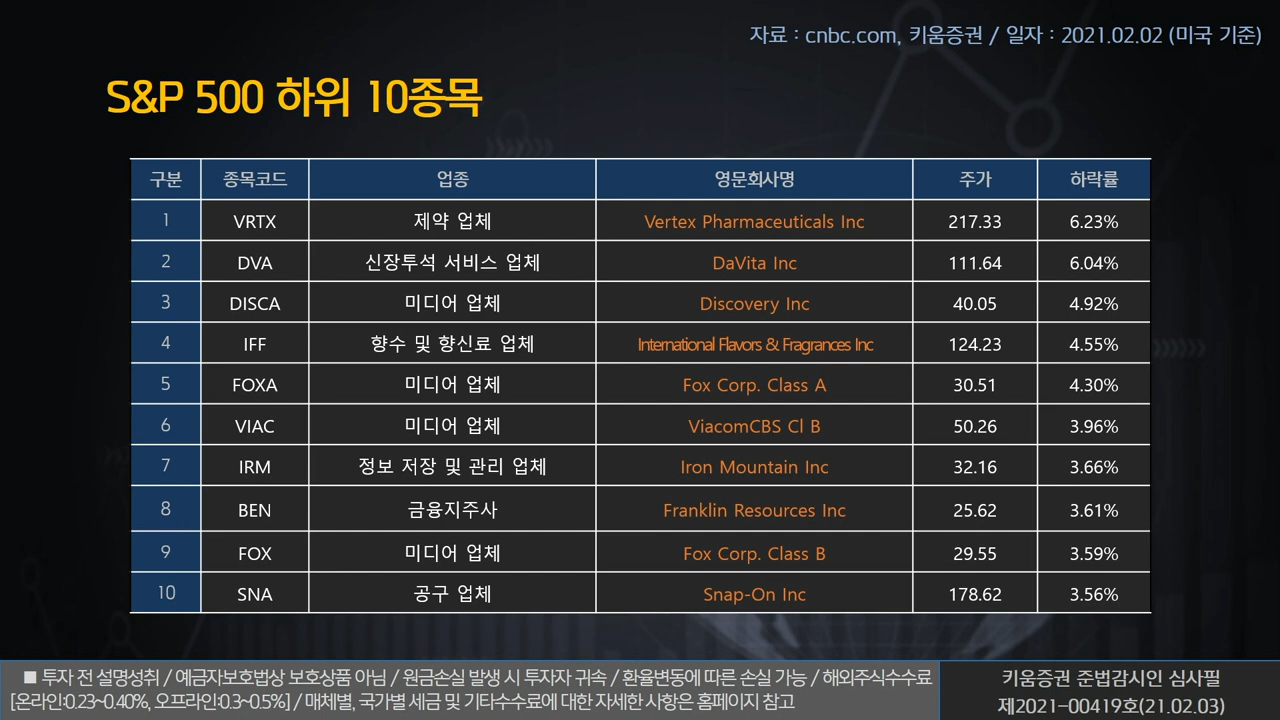 자료 : cnbc.com, 키움증권 / 일자 : 2021.02.02 (미국 기준)
S&P 500 하위 10종목
구분 종목코드 업종 영문회사명 주가 하락률
1 VRTX 제약 업체 Vertex Pharmaceuticals Inc 217.33 6.23%
2 DVA 신장투석 서비스 업체 DaVita Inc 111.64 6.04%
3 DISCA 미디어 업체 Discovery Inc 40.05 4.92%
4 IFF 향수 및 향신료 업체 International Flavors & Fragrances Inc 124.23 4.55%
5 FOXA 미디어 업체 Fox Corp. Class A 30.51 4.30%
6 VIAC 미디어 업체 ViacomCBS Cl B 50.26 3.96%
7 IRM 정보 저장 및 관리 업체 Iron Mountain Inc 32.16 3.66%
8 BEN 금융지주사 Franklin Resources Inc 25.62 3.61%
9 FOX 미디어 업체 Fox Corp. Class B 29.55 3.59%
10 SNA 공구 업체 Snap-On Inc 178.62 3.56%
■ 투자 전 설명성취 / 예금자보호법상 보호상품 아님 / 원금손실 발생 시 투자자 귀속 / 환율변동에 따른 손실 가능 / 해외주식수수료
[온라인:0.23~0.40%, 오프라인:0.3~0.5%] / 매체별, 국가별 세금 및 기타수수료에 대한 자세한 사항은 홈페이지 참고
키움증권 준법감시인 심사필
제2021-00419호(21.02.03)